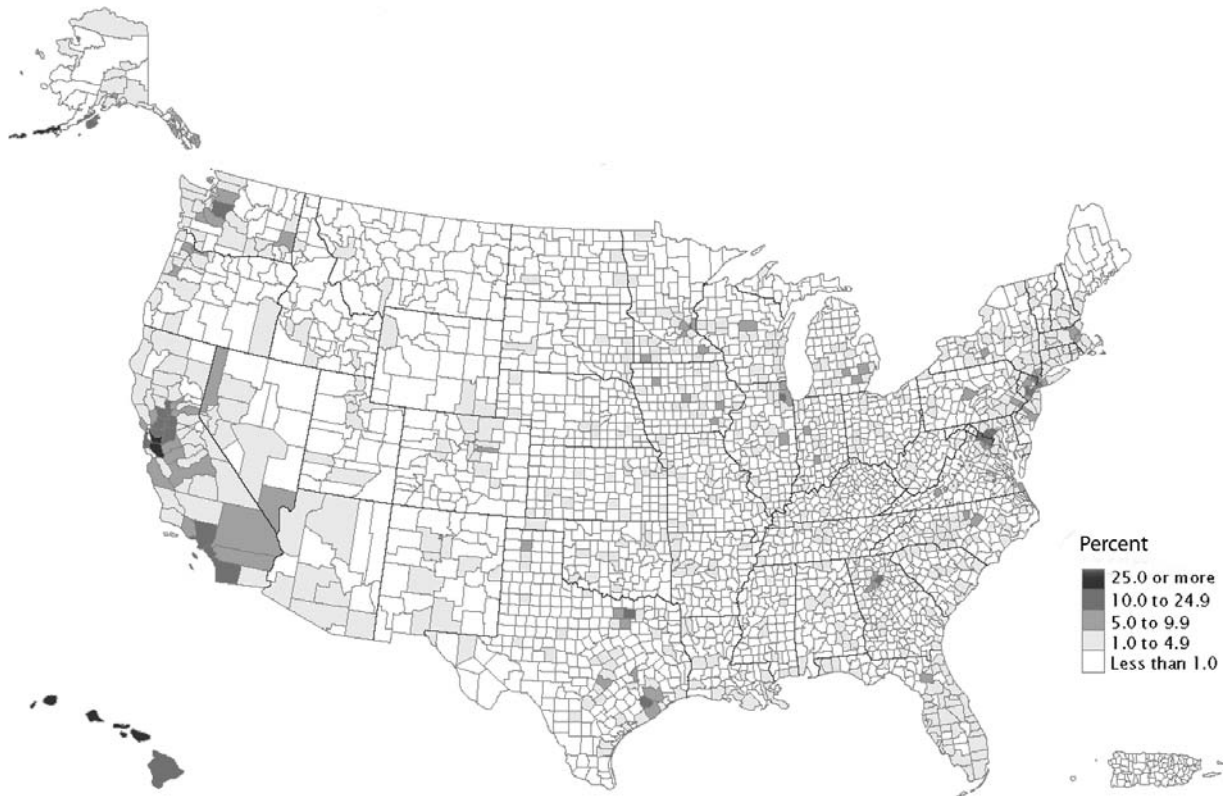 Percent
25.0 or more
10.0 to 24.9
5.0 to 9.9
1.0 to 4.9
Less than 1.0